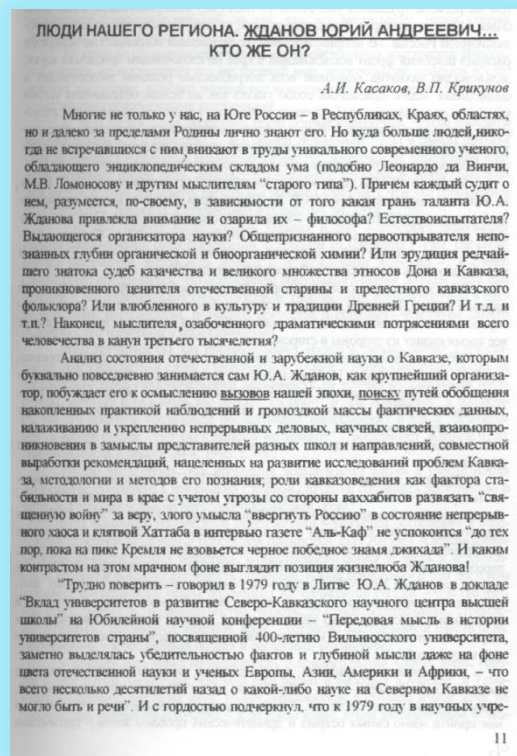 ЛЮДИ НАШЕГО РЕГИОНА. ЖДАНОВ ЮРИЙ АНДРЕЕВИЧ...
КТО ЖЕ ОН?
А.И. Касаков, В.П. Крикунов
Многие не только у нас, на Юге России – в Республиках, Краях, областях,
но и далеко за пределами Родины лично знают его. Но куда больше людей, нико-
гда не встречавшихся с ним, вникают в труды уникального современного ученого,
обладающего энциклопедическим складом ума (подобно Леонардо да Винчи,
М.В. Ломоносову и другим мыслителям “старого типа”). Причем каждый судит о
нем, разумеется, по-своему, в зависимости от того какая грань таланта Ю.А.
Жданова привлекла внимание и озарила их – философа? Естествоиспытателя?
Выдающегося организатора науки? Общепризнанного первооткрывателя непо-
знанных глубин органической и биоорганической химии? Или эрудиция редчай-
шего знатока судеб казачества и великого множества этносов Дона и Кавказа,
проникновенного ценителя отечественной старины и прелестного кавказского
фольклора? Или влюбленного в культуру и традиции Древней Греции? И т.д. и
т.п.? Наконец, мыслителя, озабоченного драматическими потрясениями всего
человечества в канун третьего тысячелетия?
Анализ состояния отечественной и зарубежной науки о Кавказе, которым
буквально повседневно занимается сам Ю.А. Жданов, как крупнейший организа-
тор, побуждает его к осмыслению вызовов нашей эпохи, поиску путей обобщения
накопленных практикой наблюдений и громоздкой массы фактических данных,
налаживанию и укреплению непрерывных деловых, научных связей, взаимопро-
никновения в замыслы представителей разных школ и направлений, совместной
выработки рекомендаций, нацеленных на развитие исследований проблем Кавка-
за, методологии и методов его познания; роли кавказоведения как фактора ста-
бильности и мира в крае с учетом угрозы со стороны ваххабитов развязать “свя-
щенную войну” за веру, злого умысла “ввергнуть Россию” в состояние непрерыв-
ного хаоса и клятвой Хаттаба в интервью газете “Аль-Каф” не успокоится “до тех
пор, пока на пике Кремля не взовьется черное победное знамя джихада”. И каким
контрастом на этом мрачном фоне выглядит позиция жизнелюба Жданова!
“Трудно поверить – говорил в 1979 году в Литве Ю.А. Жданов в докладе
“Вклад университетов в развитие Северо-Кавказского научного центра высшей
школы” на Юбилейной научной конференции – “Передовая мысль в истории
университетов страны”, посвященной 400-летию Вильнюсского университета,
заметно выделялась убедительностью фактов и глубиной мысли даже на фоне
цвета отечественной науки и ученых Европы, Азии, Америки и Африки, – что
всего несколько десятилетий назад о какой-либо науке на Северном Кавказе не
могло быть и речи”. И с гордостью подчеркнул, что к 1979 году в научных учре-
11